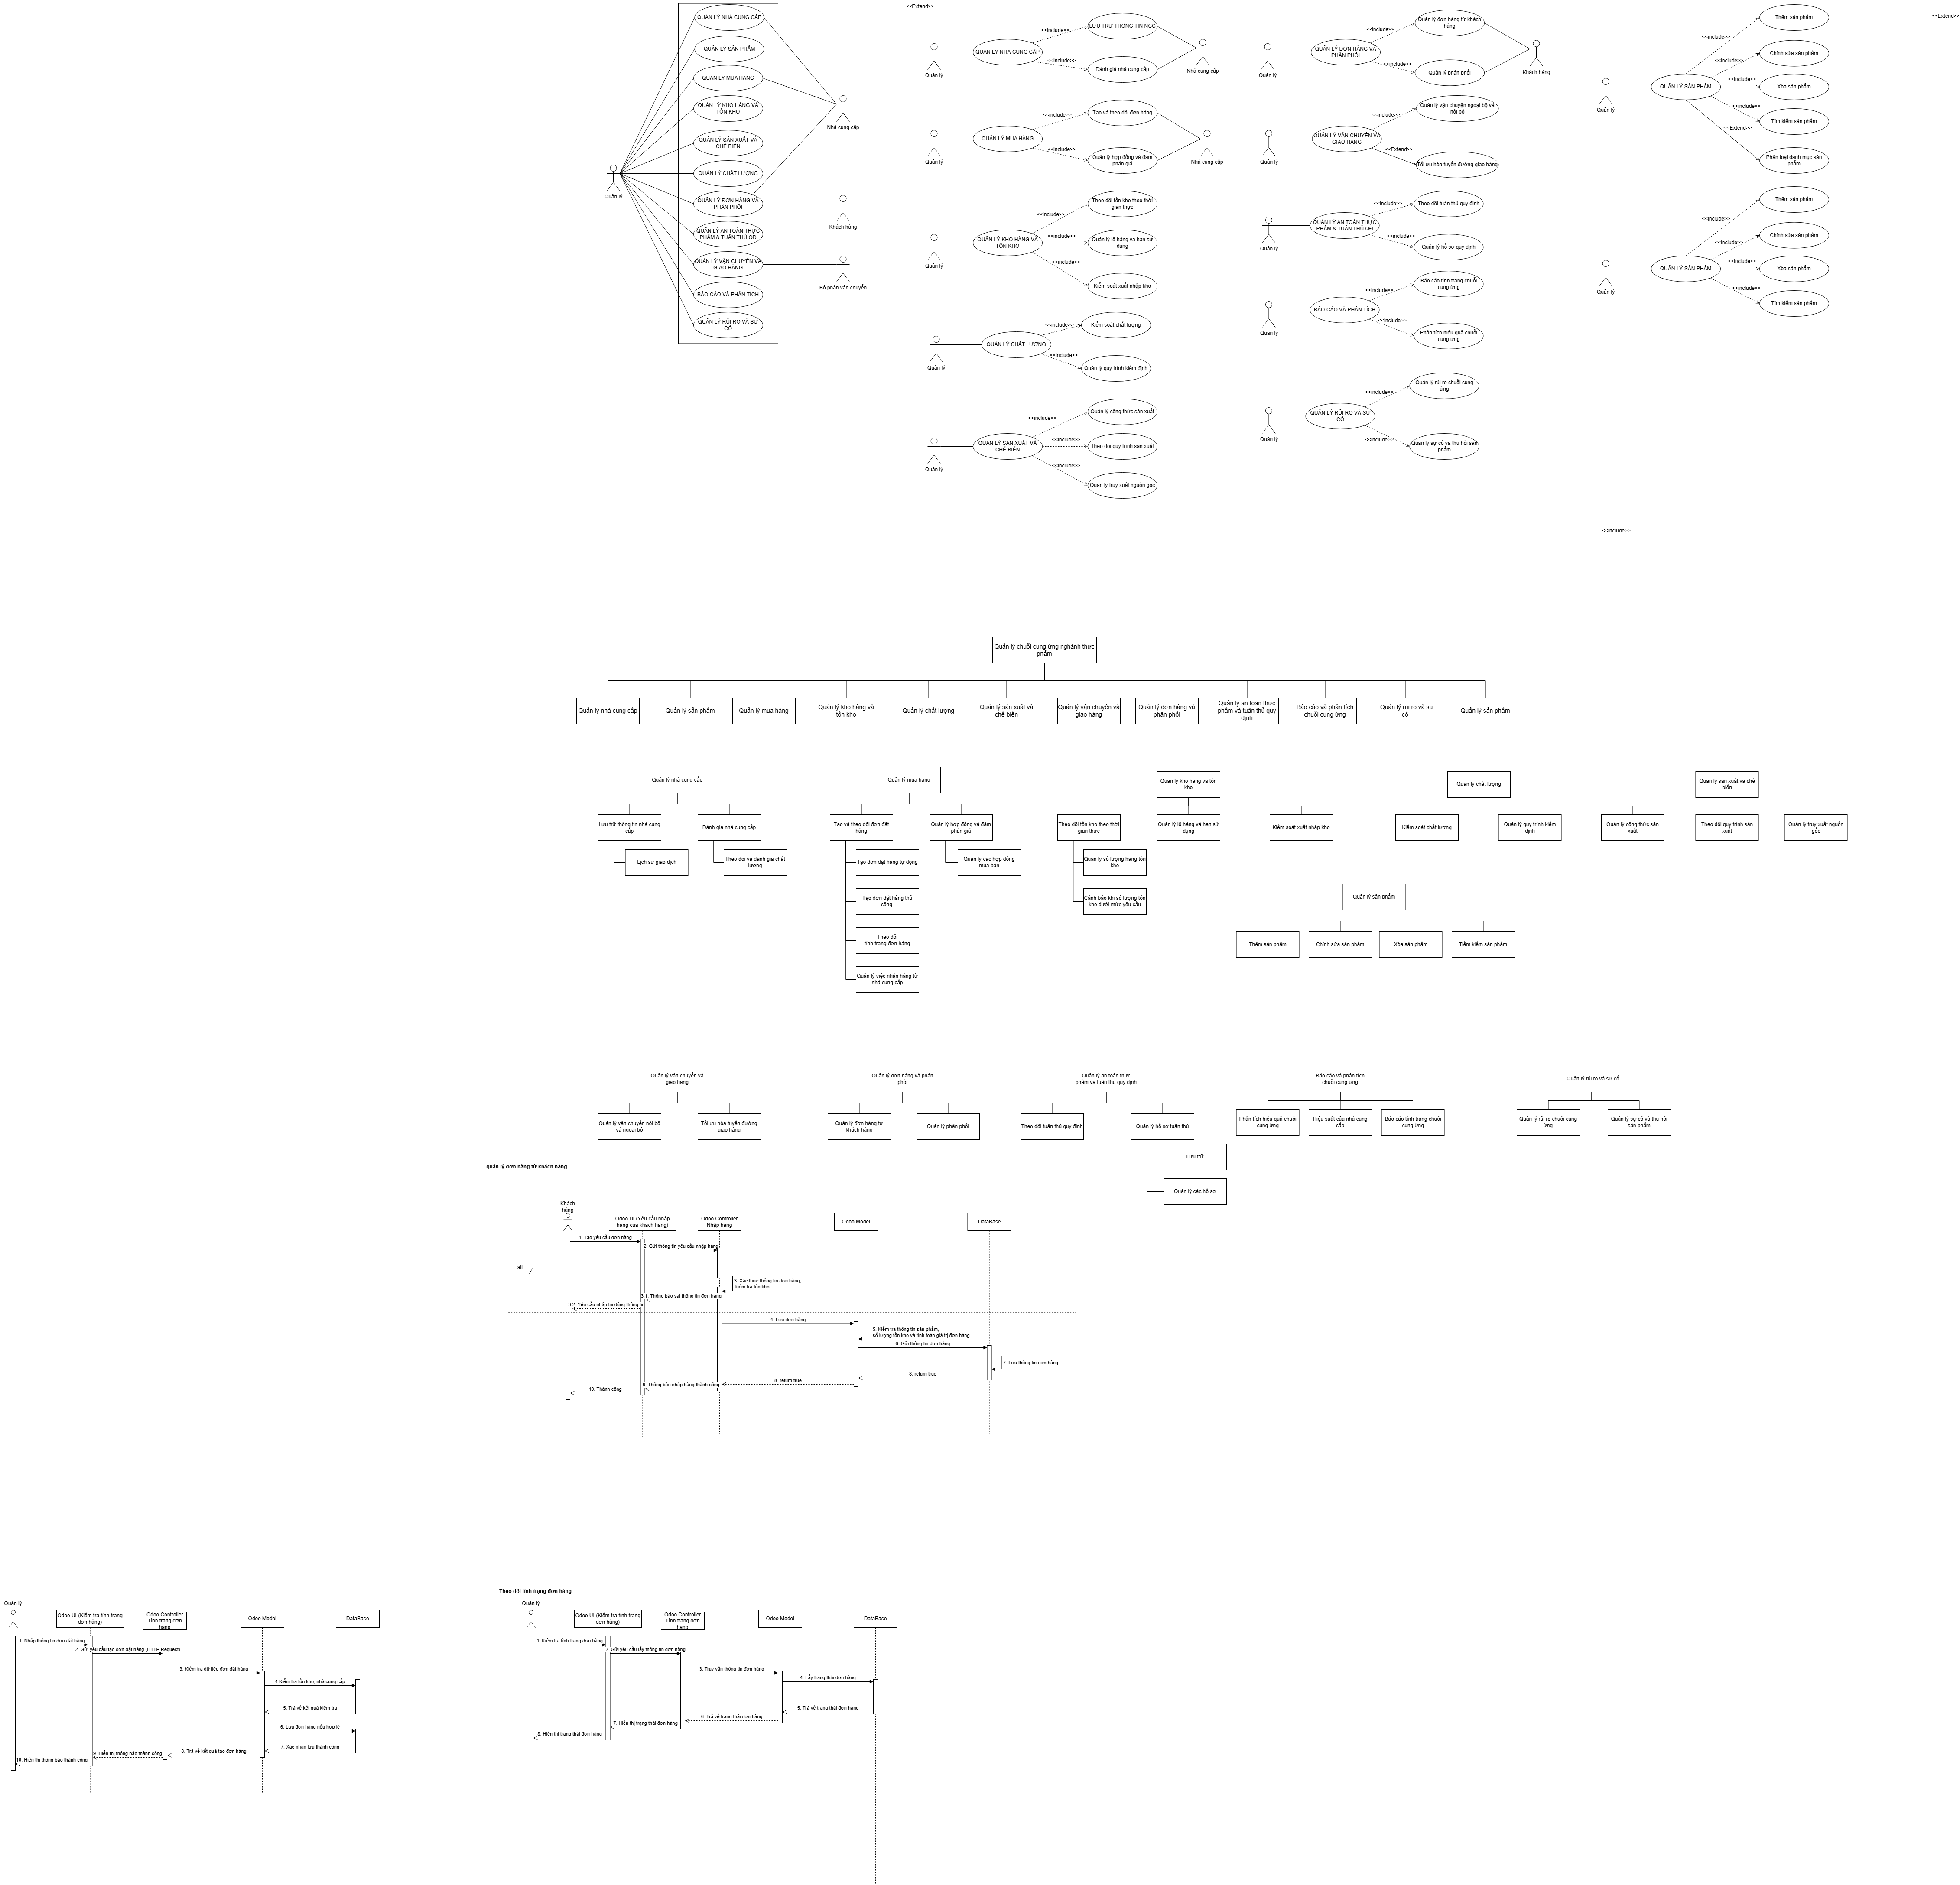 QUẢN LÝ NHÀ CUNG CẤP
QUẢN LÝ SẢN PHẨM
QUẢN LÝ MUA HÀNG
QUẢN LÝ KHO HÀNG VÀ
TỒN KHO
QUẢN LÝ SẢN XUẤT VÀ
CHẾ BIẾN
QUẢN LÝ CHẤT LƯỢNG
QUẢN LÝ ĐƠN HÀNG VÀ
PHÂN PHỐI
QUẢN LÝ AN TOÀN THỰC
PHẨM & TUÂN THỦ QĐ
QUẢN LÝ VẬN CHUYỂN VÀ
GIAO HÀNG
BÁO CÁO VÀ PHÂN TÍCH
QUẢN LÝ RỦI RO VÀ SỰ
CỐ
Quản lý
Nhà cung cấp
Khách hàng
Bộ phận vận chuyển
<<Extend>>
Quản lý
QUẢN LÝ NHÀ CUNG CẤP
<<include>>
<<include>>
LƯU TRỮ THÔNG TIN NCC
Đánh giá nhà cung cấp
Nhà cung cấp
Quản lý
QUẢN LÝ MUA HÀNG
<<include>>
<<include>>
Tạo và theo dõi đơn hàng
Quản lý hợp đồng và đàm
phán giá
Nhà cung cấp
Quản lý
QUẢN LÝ KHO HÀNG VÀ
TỒN KHO
<<include>>
<<include>>
<<include>>
Theo dõi tồn kho theo thời
gian thực
Quản lý lô hàng và hạn sử
dụng
Kiểm soát xuất nhập kho
Quản lý
QUẢN LÝ CHẤT LƯỢNG
<<include>>
<<include>>
Kiểm soát chất lượng
Quản lý quy trình kiểm định
Quản lý
QUẢN LÝ SẢN XUẤT VÀ
CHẾ BIẾN
<<include>>
<<include>>
<<include>>
Quản lý công thức sản xuất
Theo dõi quy trình sản xuất
Quản lý truy xuất nguồn gốc
Quản lý
QUẢN LÝ ĐƠN HÀNG VÀ
PHÂN PHỐI
<<include>>
<<include>>
Quản lý đơn hàng từ khách
hàng
Quản lý phân phối
Khách hàng
Quản lý
QUẢN LÝ VẬN CHUYỂN VÀ
GIAO HÀNG
<<include>>
<<Extend>>
Quản lý vận chuyện ngoại bộ và
nội bộ
Tối ưu hóa tuyến đường giao hàng
Quản lý
QUẢN LÝ AN TOÀN THỰC
PHẨM & TUÂN THỦ QĐ
<<include>>
<<include>>
Theo dõi tuân thủ quy định
Quản lý hồ sơ quy định
Quản lý
BÁO CÁO VÀ PHÂN TÍCH
<<include>>
<<include>>
Báo cáo tình trạng chuỗi
cung ứng
Phân tích hiệu quả chuỗi
cung ứng
Quản lý
QUẢN LÝ RỦI RO VÀ SỰ
CỐ
<<include>>
<<include>>
Quản lý rủi ro chuỗi cung
ứng
Quản lý sự cố và thu hồi sản
phẩm
Quản lý
QUẢN LÝ SẢN PHẨM
<<include>>
<<include>>
<<include>>
<<include>>
<<Extend>>
Thêm sản phẩm
Chỉnh sửa sản phẩm
Xóa sản phẩm
Tìm kiếm sản phẩm
Phân loại danh mục sản
phẩm
Quản lý
QUẢN LÝ SẢN PHẨM
<<include>>
<<include>>
<<include>>
<<include>>
Thêm sản phẩm
Chỉnh sửa sản phẩm
Xóa sản phẩm
Tìm kiếm sản phẩm
<<Extend>>
<<include>>
Quản lý chuỗi cung ứng nghành thực
phẩm
Quản lý nhà cung cấp
Quản lý sản phẩm
Quản lý mua hàng
Quản lý kho hàng và
tồn kho
Quản lý chất lượng
Quản lý sản xuất và
chế biến
Quản lý vận chuyển và
giao hàng
Quản lý đơn hàng và
phân phối
Quản lý an toàn thực
phẩm và tuân thủ quy
định
Báo cáo và phân tích
chuỗi cung ứng
. Quản lý rủi ro và sự
cố
Quản lý sản phẩm
Quản lý nhà cung cấp
Lưu trữ thông tin nhà cung
cấp
Đánh giá nhà cung cấp
Lịch sử giao dịch
Theo dõi và đánh giá chất
lượng
Quản lý mua hàng
Tạo và theo dõi đơn đặt
hàng
Quản lý hợp đồng và đàm
phán giá
Tạo đơn đặt hàng tự động
Quản lý các hợp đồng
mua bán
Tạo đơn đặt hàng thủ
công
Theo dõi
tình trạng đơn hàng
Quản lý việc nhận hàng từ
nhà cung cấp
Quản lý kho hàng và tồn
kho
Theo dõi tồn kho theo thời
gian thực
Quản lý lô hàng và hạn sử
dụng
Kiểm soát xuất nhập kho
Quản lý số lượng hàng tồn
kho
Cảnh báo khi số lượng tồn
kho dưới mức yêu cầu
Quản lý chất lượng
Kiểm soát chất lượng
Quản lý quy trình kiểm
định
Quản lý sản xuất và chế
biến
Quản lý công thức sản
xuất
Theo dõi quy trình sản
xuất
Quản lý truy xuất nguồn
gốc
Quản lý sản phẩm
Thêm sản phẩm
Chỉnh sửa sản phẩm
Xóa sản phẩm
Tiềm kiếm sản phẩm
Quản lý vận chuyển và
giao hàng
Quản lý vận chuyển nội bộ
và ngoại bộ
Tối ưu hóa tuyến đường
giao hàng
Quản lý đơn hàng và phân
phối
Quản lý đơn hàng từ
khách hàng
Quản lý phân phối
Quản lý an toàn thực
phẩm và tuân thủ quy định
Theo dõi tuân thủ quy định
Quản lý hồ sơ tuân thủ
Lưu trữ
Quản lý các hồ sơ
Báo cáo và phân tích
chuỗi cung ứng
Phân tích hiệu quả chuỗi
cung ứng
Hiệu suất của nhà cung
cấp
Báo cáo tình trạng chuỗi
cung ứng
. Quản lý rủi ro và sự cố
Quản lý rủi ro chuỗi cung
ứng
Quản lý sự cố và thu hồi
sản phẩm
quản lý đơn hàng từ khách hàng
Khách
hàng
Odoo UI (Yêu cầu nhập
hàng của khách hàng)
Odoo Controller
Nhập hàng
Odoo Model
DataBase
1. Tạo yêu cầu đơn hàng
2. Gửi thông tin yêu cầu nhập hàng
alt
3. Xác thực thông tin đơn hàng,
kiểm tra tồn kho
3.1. Thông báo sai thông tin đơn hàng
3.2. Yêu cầu nhập lại đúng thông tin
4. Lưu đơn hàng
5. Kiểm tra thông tin sản phẩm,
số lượng tồn kho và tính toán giá trị đơn hàng
6. Gửi thông tin đơn hàng
7. Lưu thông tin đơn hàng
8. return true
8. return true
9. Thông báo nhập hàng thành công
10. Thành công
Quản lý
Odoo UI (Kiểm tra tình trạng
đơn hàng)
Odoo Controller
Tình trạng đơn
hàng
Odoo Model
DataBase
1. Nhập thông tin đơn đặt hàng
2. Gửi yêu cầu tạo đơn đặt hàng (HTTP Request)
3. Kiểm tra dữ liệu đơn đặt hàng
4.Kiểm tra tồn kho, nhà cung cấp
5. Trả về kết quả kiểm tra
6. Lưu đơn hàng nếu hợp lệ
7. Xác nhận lưu thành công
8. Trả về kết quả tạo đơn hàng
9. Hiển thị thông báo thành công
10. Hiển thị thông báo thành công
Theo dõi tình trạng đơn hàng
Quản lý
Odoo UI (Kiểm tra tình trạng
đơn hàng)
Odoo Controller
Tình trạng đơn
hàng
Odoo Model
DataBase
1. Kiểm tra tình trạng đơn hàng
2. Gửi yêu cầu lấy thông tin đơn hàng
3. Truy vấn thông tin đơn hàng
4. Lấy trạng thái đơn hàng
5. Trả về trạng thái đơn hàng
6. Trả về trạng thái đơn hàng
7. Hiển thị trạng thái đơn hàng
8. Hiển thị trạng thái đơn hàng